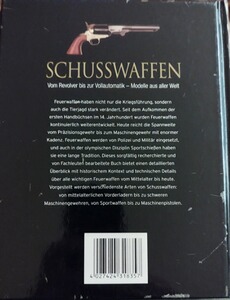 SCHUSSWAFFEN
Vom Revolver bis zur Vollautomatik – Modelle aus aller Welt
Feuerwaffen haben nicht nur die Kriegsführung, sondern
auch die Tierjagd stark verändert. Seit dem Aufkommen der
ersten Handbüchsen im 14. Jahrhundert wurden Feuerwaffen
kontinuierlich weiterentwickelt. Heute reicht die Spannweite
vom Präzisionsgewehr bis zum Maschinengewehr mit enormer
Kadenz. Feuerwaffen werden von Polizei und Militär eingesetzt,
und auch in der olympischen Disziplin Sportschießen haben
sie eine lange Tradition. Dieses sorgfältig recherchierte und
von Fachleuten bearbeitete Buch bietet einen detaillierten
Überblick mit historischem Kontext und technischen Details
über alle wichtigen Feuerwaffen vom Mittelalter bis heute.
Vorgestellt werden verschiedenste Arten von Schusswaffen:
von mittelalterlichen Vorderladern bis zu schweren
Maschinengewehren, von Sportwaffen bis zu Maschinenpistolen.
4 027424 318357